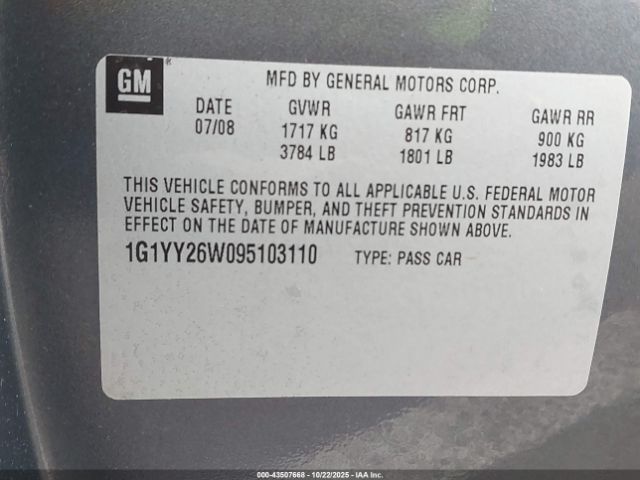 GM ®
MFD BY GENERAL MOTORS CORP.
DATE GVWR GAWR FRT GAWR RR
07/08 1717 KG 817 KG 900 KG
3784 LB 1801 LB 1983 LB
THIS VEHICLE CONFORMS TO ALL APPLICABLE U.S. FEDERAL MOTOR
VEHICLE SAFETY, BUMPER, AND THEFT PREVENTION STANDARDS IN
EFFECT ON THE DATE OF MANUFACTURE SHOWN ABOVE.
1G1YY26W095103110 TYPE: PASS CAR
000-43507668 - 10/22/2025 - IAA Inc.